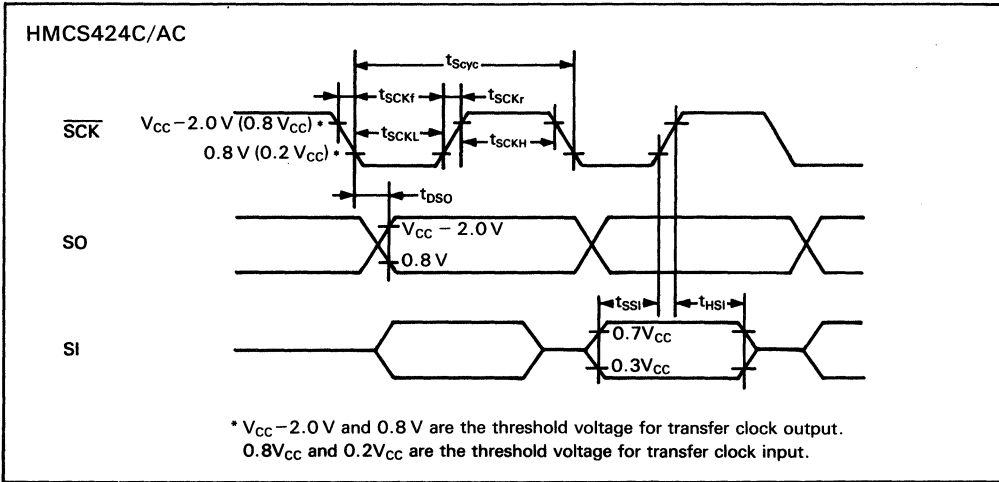 HMCS424C/AC
tScyc
tSCKf
tSCKr
SCK
VCC−2.0 V (0.8 VCC) *
tSCKL
tSCKH
0.8 V (0.2 VCC) *
tDSO
SO
VCC − 2.0 V
0.8 V
tSSI
tHSI
SI
0.7VCC
0.3VCC
* VCC−2.0 V and 0.8 V are the threshold voltage for transfer clock output.
0.8VCC and 0.2VCC are the threshold voltage for transfer clock input.